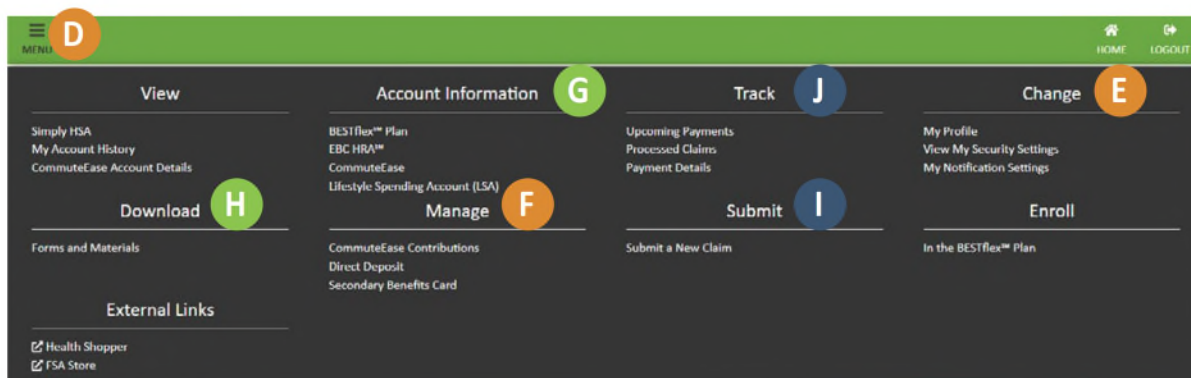 D
MENU
HOME
LOGOUT
View
Simply HSA
My Account History
CommuteEase Account Details
Account Information G
BESTflex℠ Plan
EBC HRA℠
CommuteEase
Lifestyle Spending Account (LSA)
Track J
Upcoming Payments
Processed Claims
Payment Details
Change E
My Profile
View My Security Settings
My Notification Settings
Download H
Forms and Materials
Manage F
CommuteEase Contributions
Direct Deposit
Secondary Benefits Card
Submit I
Submit a New Claim
Enroll
In the BESTflex℠ Plan
External Links
Health Shopper
FSA Store